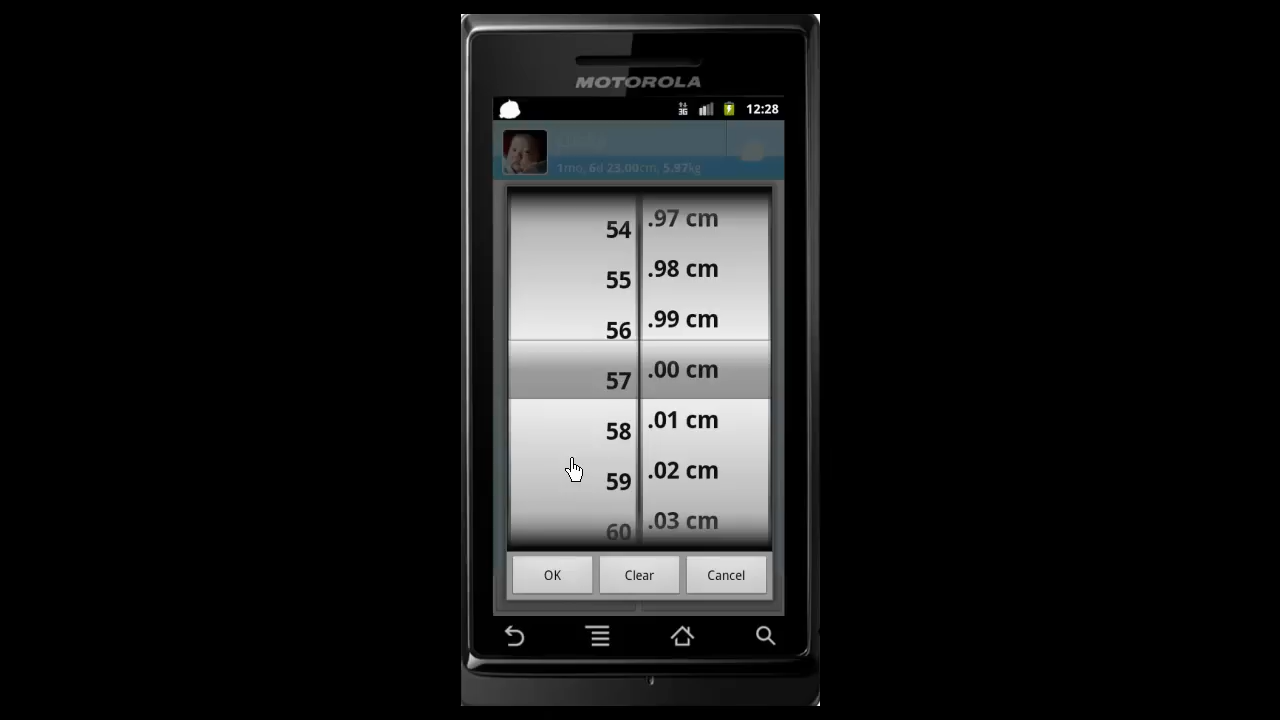 MOTOROLA
3G 12:28
1mo, 6d 23.00cm, 5.97kg
54 .97 cm
55 .98 cm
56 .99 cm
57 .00 cm
58 .01 cm
59 .02 cm
60 .03 cm
OK Clear Cancel